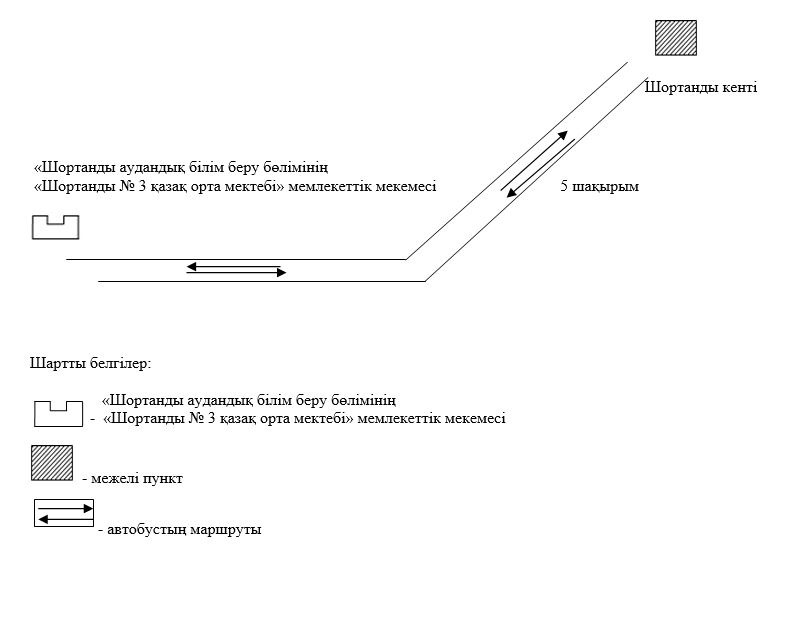 Шортанды кенті
«Шортанды аудандық білім беру бөлімінің
«Шортанды № 3 қазақ орта мектебі» мемлекеттік мекемесі
5 шақырым
Шартты белгілер:
«Шортанды аудандық білім беру бөлімінің
- «Шортанды № 3 қазақ орта мектебі» мемлекеттік мекемесі
- межелі пункт
- автобустың маршруты